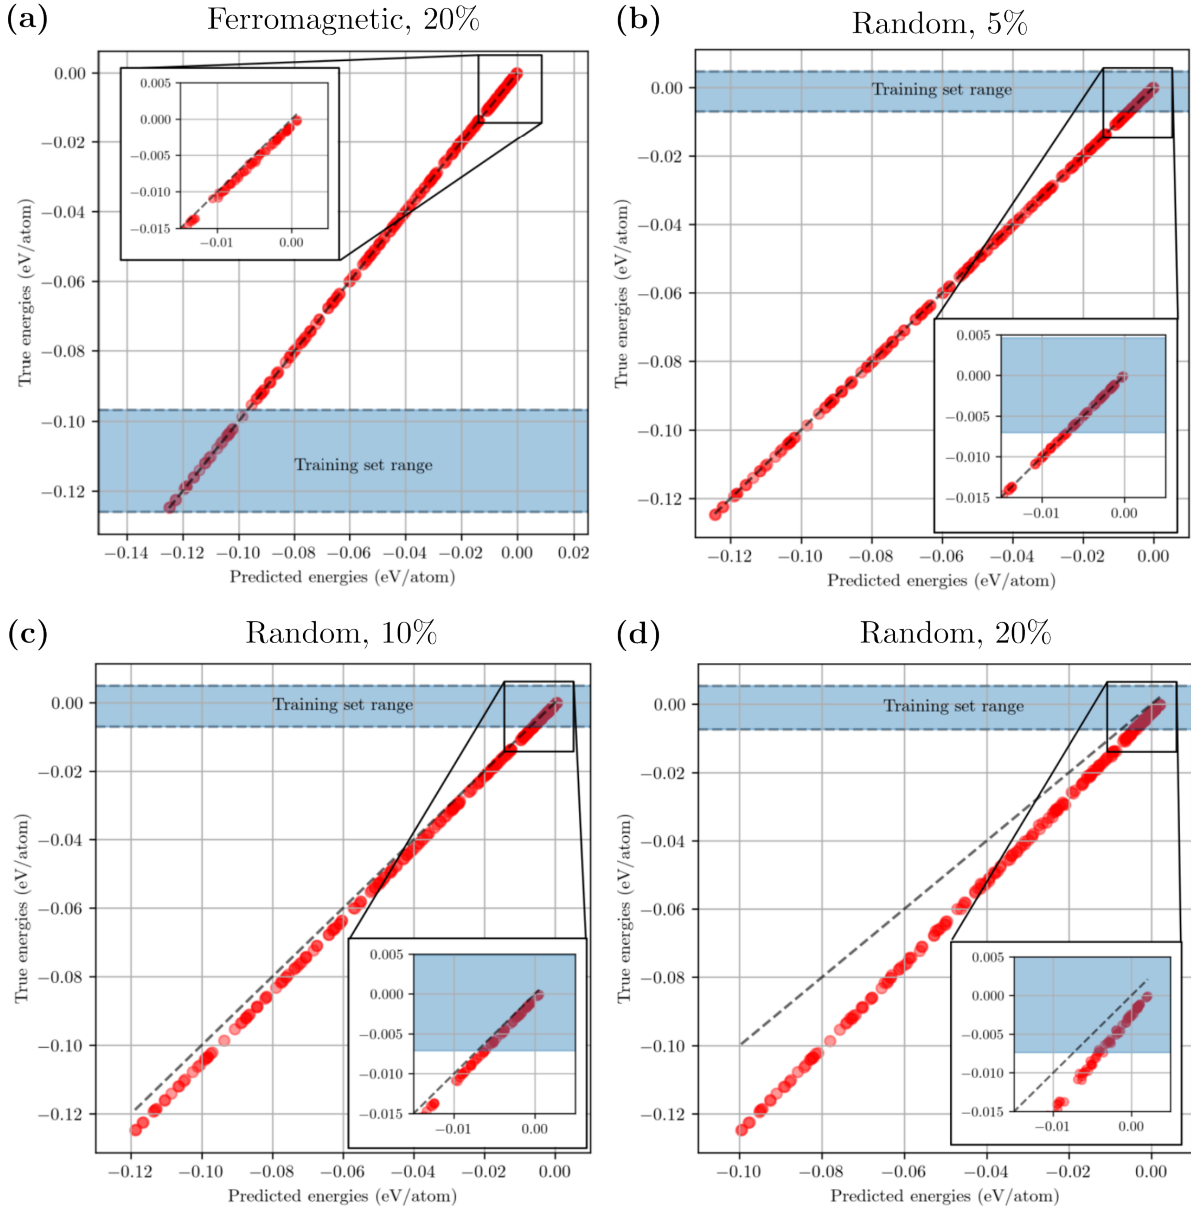 (a) Ferromagnetic, 20%
0.00
−0.02
−0.04
−0.06
−0.08
−0.10
−0.12
True energies (eV/atom)
0.005
0.000
−0.005
−0.010
−0.015
−0.01 0.00
Training set range
−0.14 −0.12 −0.10 −0.08 −0.06 −0.04 −0.02 0.00 0.02
Predicted energies (eV/atom)
(b) Random, 5%
0.00
−0.02
−0.04
−0.06
−0.08
−0.10
−0.12
True energies (eV/atom)
Training set range
0.005
0.000
−0.005
−0.010
−0.015
−0.01 0.00
−0.12 −0.10 −0.08 −0.06 −0.04 −0.02 0.00
Predicted energies (eV/atom)
(c) Random, 10%
0.00
−0.02
−0.04
−0.06
−0.08
−0.10
−0.12
True energies (eV/atom)
Training set range
0.005
0.000
−0.005
−0.010
−0.015
−0.01 0.00
−0.12 −0.10 −0.08 −0.06 −0.04 −0.02 0.00
Predicted energies (eV/atom)
(d) Random, 20%
0.00
−0.02
−0.04
−0.06
−0.08
−0.10
−0.12
True energies (eV/atom)
Training set range
0.005
0.000
−0.005
−0.010
−0.015
−0.01 0.00
−0.10 −0.08 −0.06 −0.04 −0.02 0.00
Predicted energies (eV/atom)